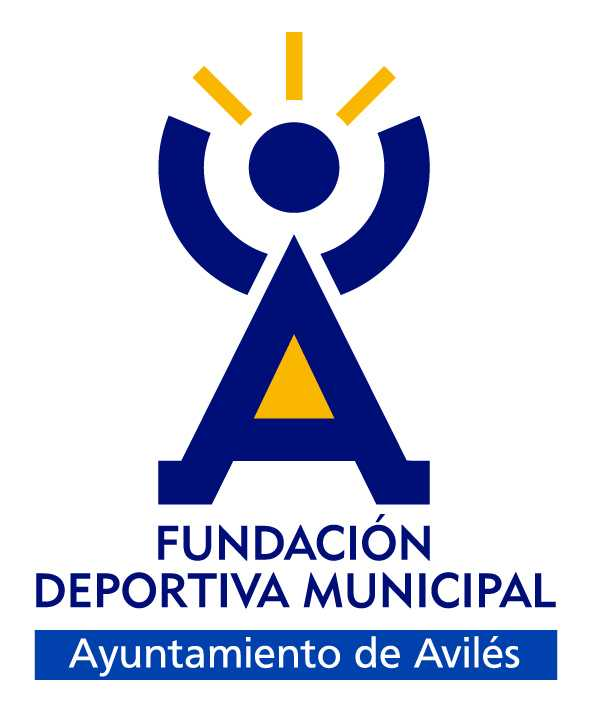 FUNDACIÓN
DEPORTIVA MUNICIPAL
Ayuntamiento de Avilés